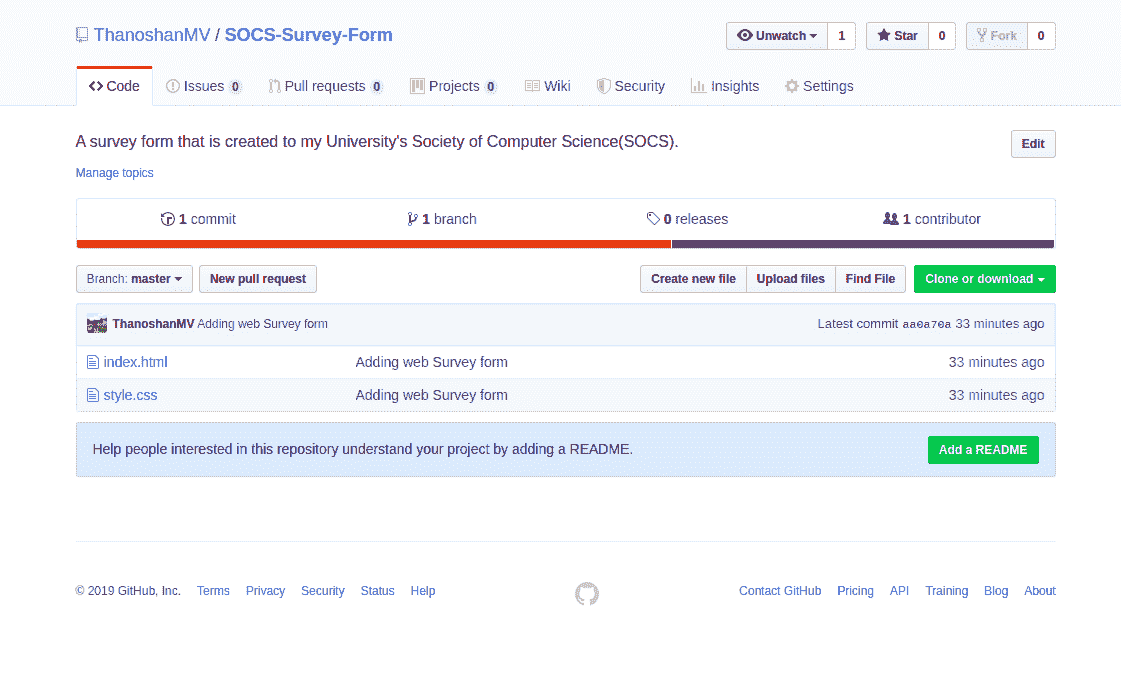 ThanoshanMV / SOCS-Survey-Form Unwatch 1 Star 0 Fork 0
Code Issues 0 Pull requests 0 Projects 0 Wiki Security Insights Settings
A survey form that is created to my University's Society of Computer Science(SOCS). Edit
Manage topics
1 commit 1 branch 0 releases 1 contributor
Branch: master New pull request Create new file Upload files Find File Clone or download
ThanoshanMV Adding web Survey form Latest commit aa0a7ea 33 minutes ago
index.html Adding web Survey form 33 minutes ago
style.css Adding web Survey form 33 minutes ago
Help people interested in this repository understand your project by adding a README. Add a README
© 2019 GitHub, Inc. Terms Privacy Security Status Help Contact GitHub Pricing API Training Blog About